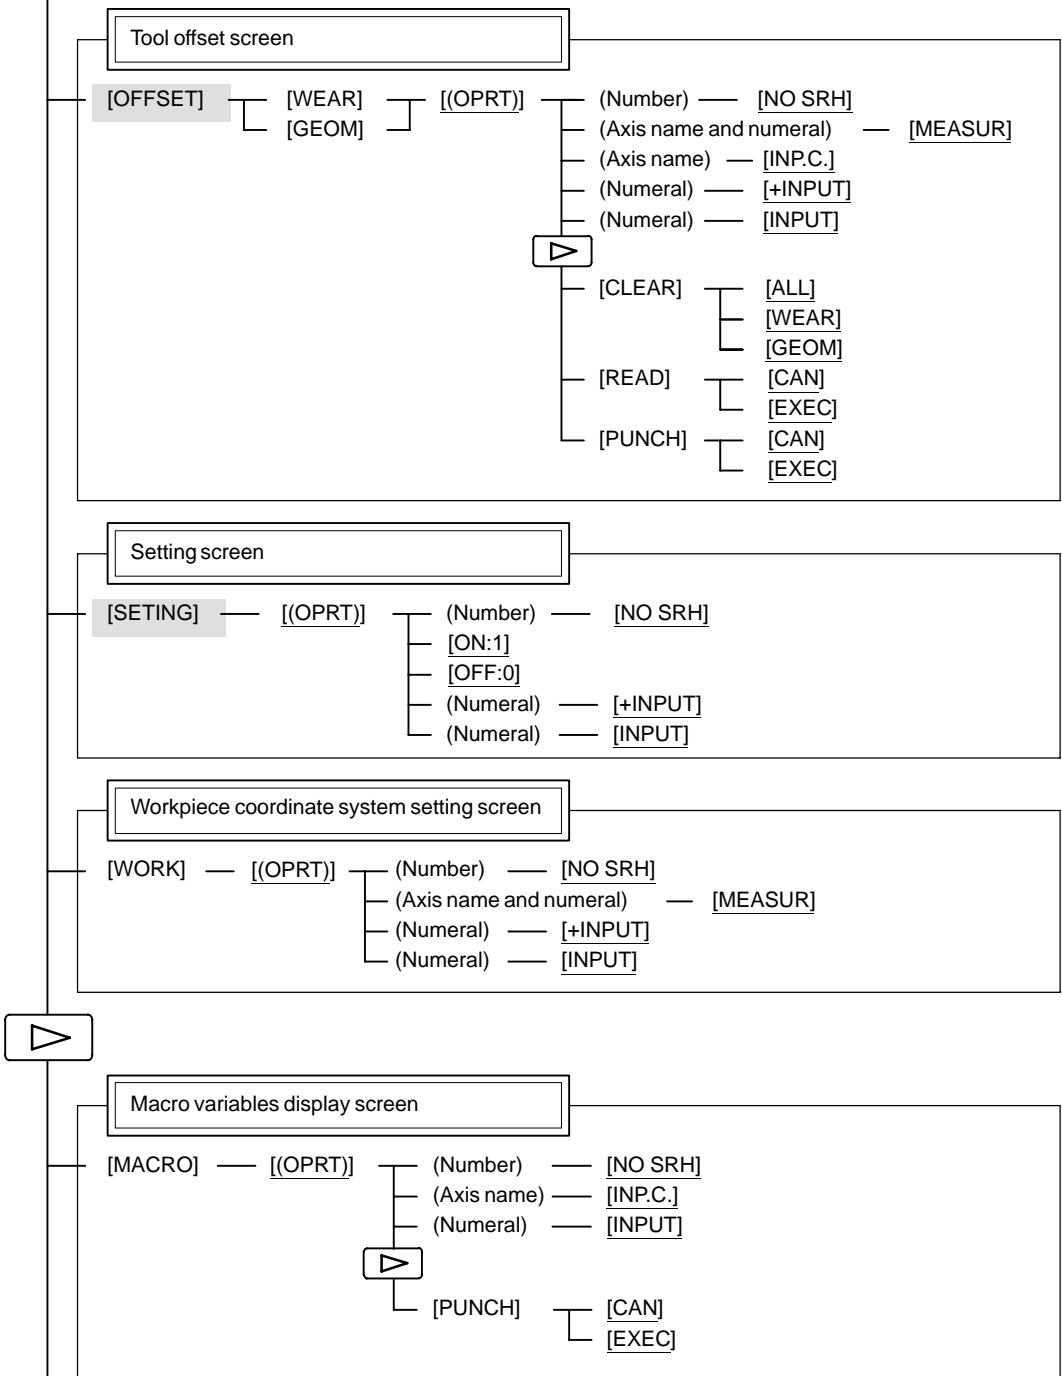 Tool offset screen
[OFFSET] [WEAR] [(OPRT)] (Number) [NO SRH]
[GEOM] (Axis name and numeral) [MEASUR]
(Axis name) [INP.C.]
(Numeral) [+INPUT]
(Numeral) [INPUT]
[CLEAR] [ALL]
[WEAR]
[GEOM]
[READ] [CAN]
[EXEC]
[PUNCH] [CAN]
[EXEC]
Setting screen
[SETING] [(OPRT)] (Number) [NO SRH]
[ON:1]
[OFF:0]
(Numeral) [+INPUT]
(Numeral) [INPUT]
Workpiece coordinate system setting screen
[WORK] [(OPRT)] (Number) [NO SRH]
(Axis name and numeral) [MEASUR]
(Numeral) [+INPUT]
(Numeral) [INPUT]
Macro variables display screen
[MACRO] [(OPRT)] (Number) [NO SRH]
(Axis name) [INP.C.]
(Numeral) [INPUT]
[PUNCH] [CAN]
[EXEC]